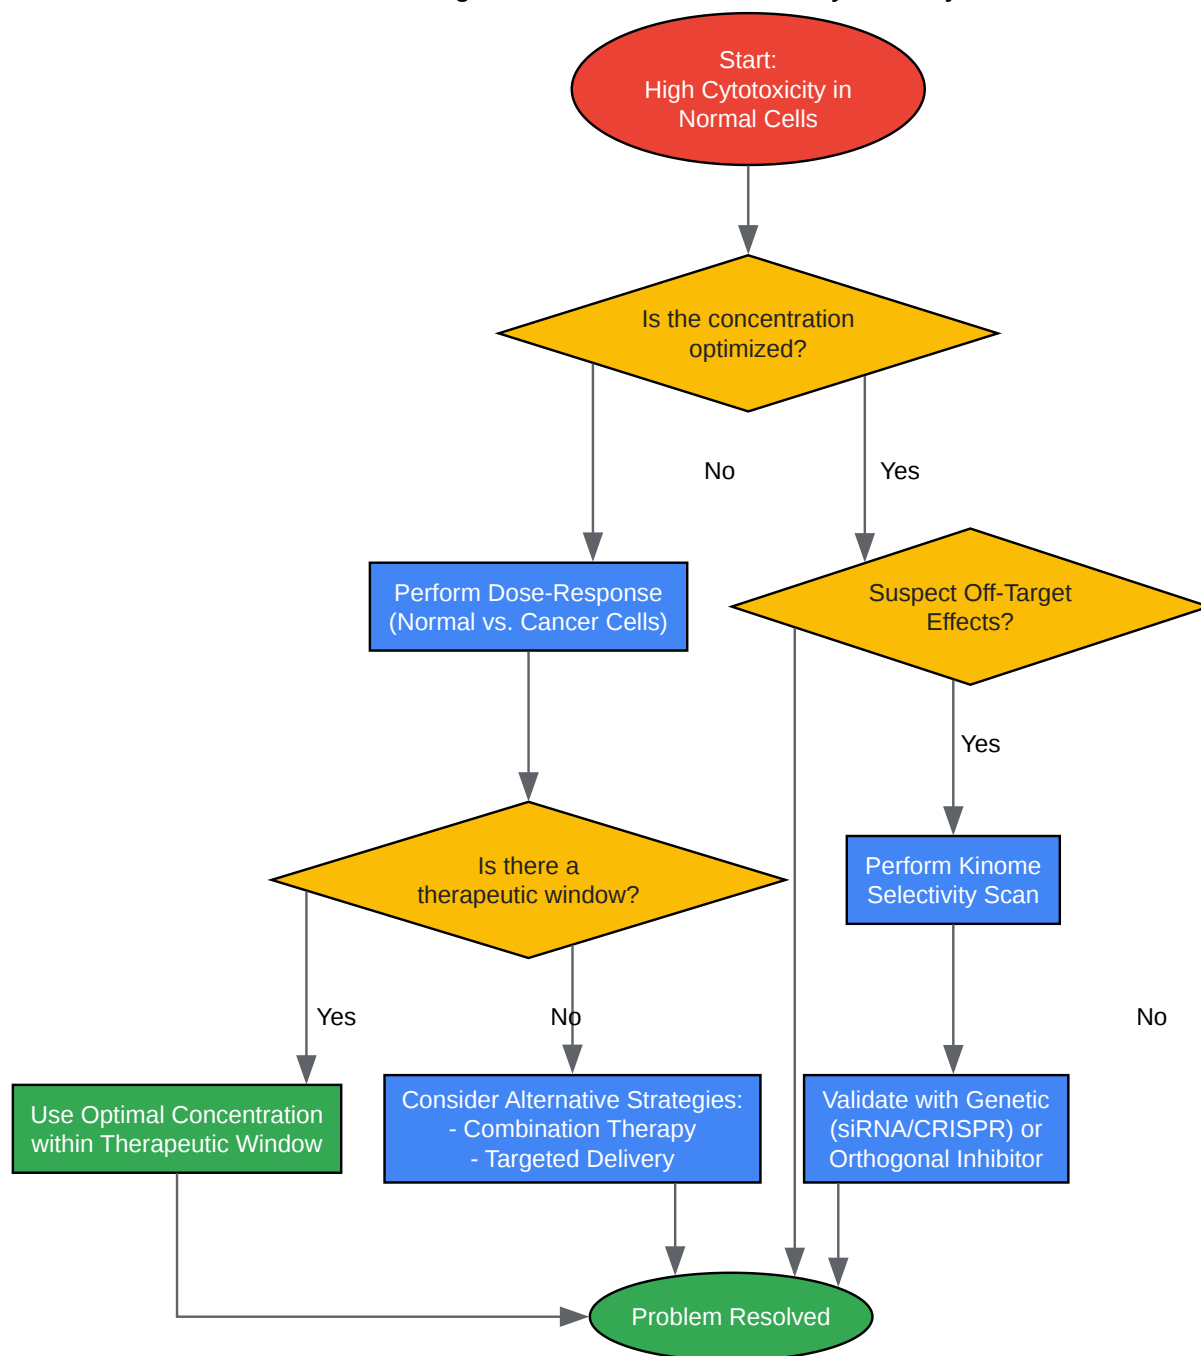 Start:
High Cytotoxicity in
Normal Cells
Is the concentration
optimized?
No
Yes
Perform Dose-Response
(Normal vs. Cancer Cells)
Suspect Off-Target
Effects?
Yes
Is there a
therapeutic window?
Perform Kinome
Selectivity Scan
Yes
No
No
Use Optimal Concentration
within Therapeutic Window
Consider Alternative Strategies:
- Combination Therapy
- Targeted Delivery
Validate with Genetic
(siRNA/CRISPR) or
Orthogonal Inhibitor
Problem Resolved